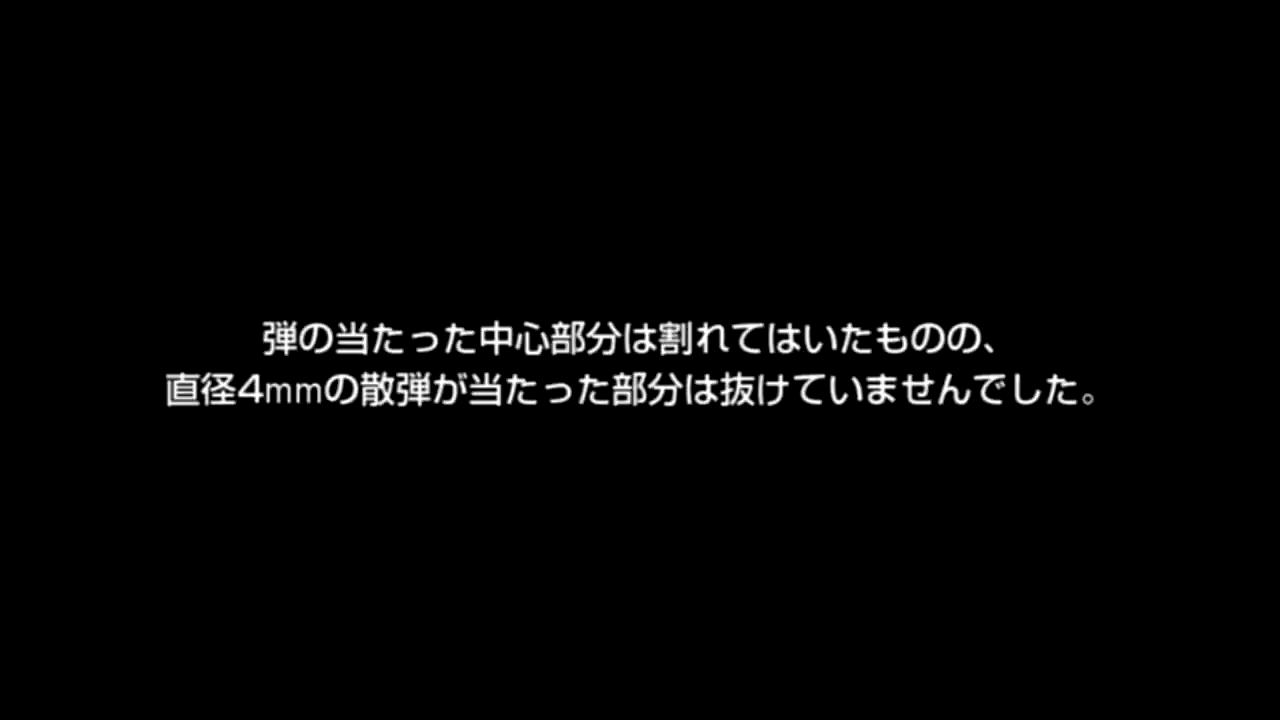 弾の当たった中心部分は割れてはいたものの、
直径4mmの散弾が当たった部分は抜けていませんでした。